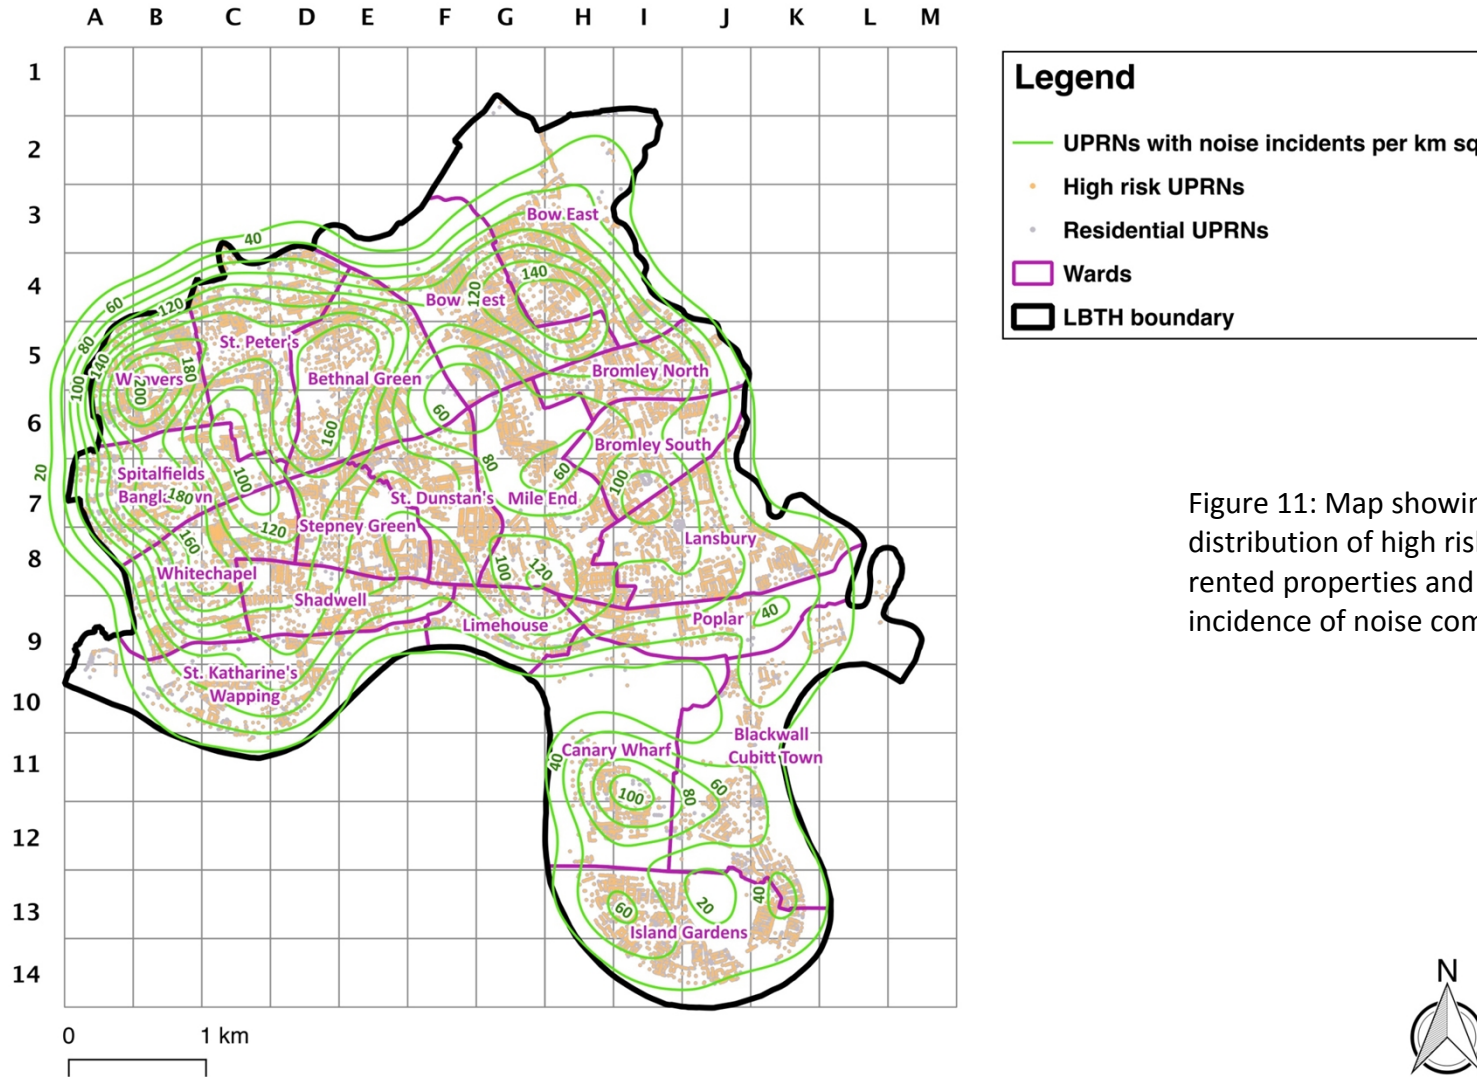 A B C D E F G H I J K L M
1
2
3
4
5
6
7
8
9
10
11
12
13
14
Legend
UPRNs with noise incidents per km sq
High risk UPRNs
Residential UPRNs
Wards
LBTH boundary
Figure 11: Map showin
distribution of high ris
rented properties and
incidence of noise com
Bow East
40
140
120
60
120
St. Peter's
80
140
180
Bromley North
Bethnal Green
100
200
60
160
Bromley South
80
60
20
Spitalfields
100
100
180
St. Dunstan's
Mile End
Stepney Green
120
Lansbury
160
100
120
Whitechapel
Shadwell
40
Limehouse
Poplar
St. Katharine's
Wapping
Blackwall
Cubitt Town
Canary Wharf
40
60
100
80
40
20
60
Island Gardens
0 1 km
N